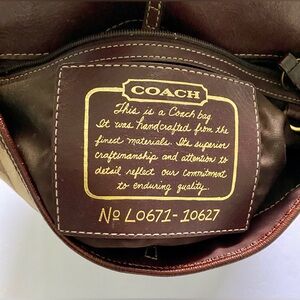 COACH
This is a Coach bag.
It was handcrafted from the
finest materials. Its superior
craftsmanship and attention to
detail reflect our commitment
to enduring quality.
No L0671-10627